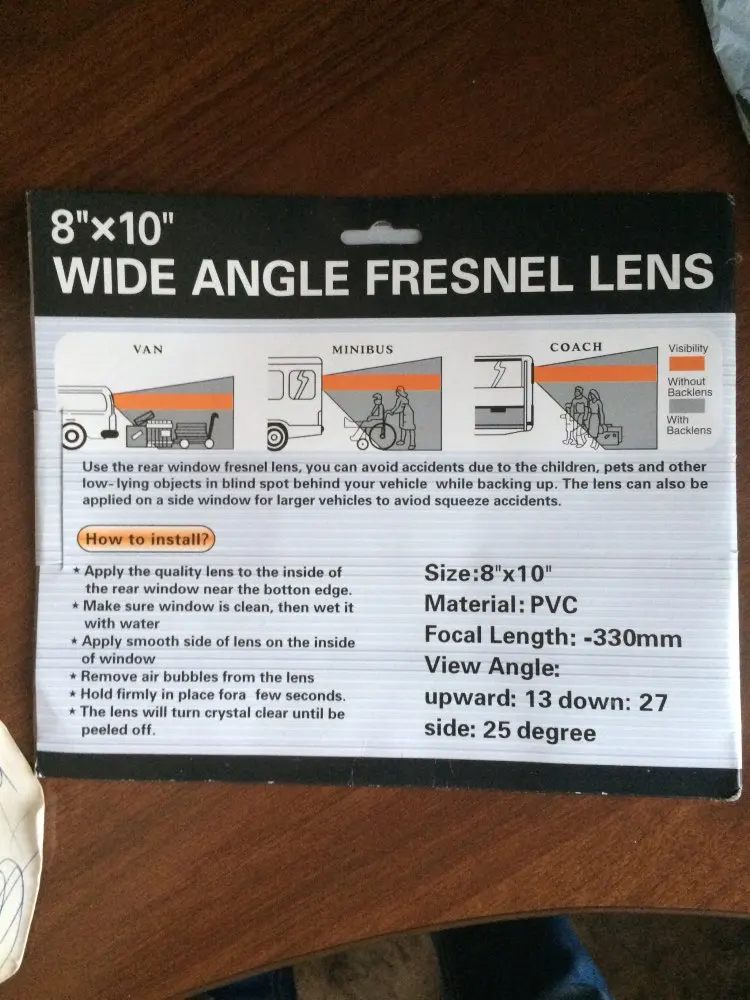 8"×10"
WIDE ANGLE FRESNEL LENS
VAN
MINIBUS
COACH
Visibility
Without
Backlens
With
Backlens
Use the rear window fresnel lens, you can avoid accidents due to the children, pets and other
low-lying objects in blind spot behind your vehicle while backing up. The lens can also be
applied on a side window for larger vehicles to aviod squeeze accidents.
How to install?
★ Apply the quality lens to the inside of
the rear window near the botton edge.
★ Make sure window is clean, then wet it
with water
★ Apply smooth side of lens on the inside
of window
★ Remove air bubbles from the lens
★ Hold firmly in place fora few seconds.
★ The lens will turn crystal clear until be
peeled off.
Size:8"x10"
Material: PVC
Focal Length: -330mm
View Angle:
upward: 13 down: 27
side: 25 degree